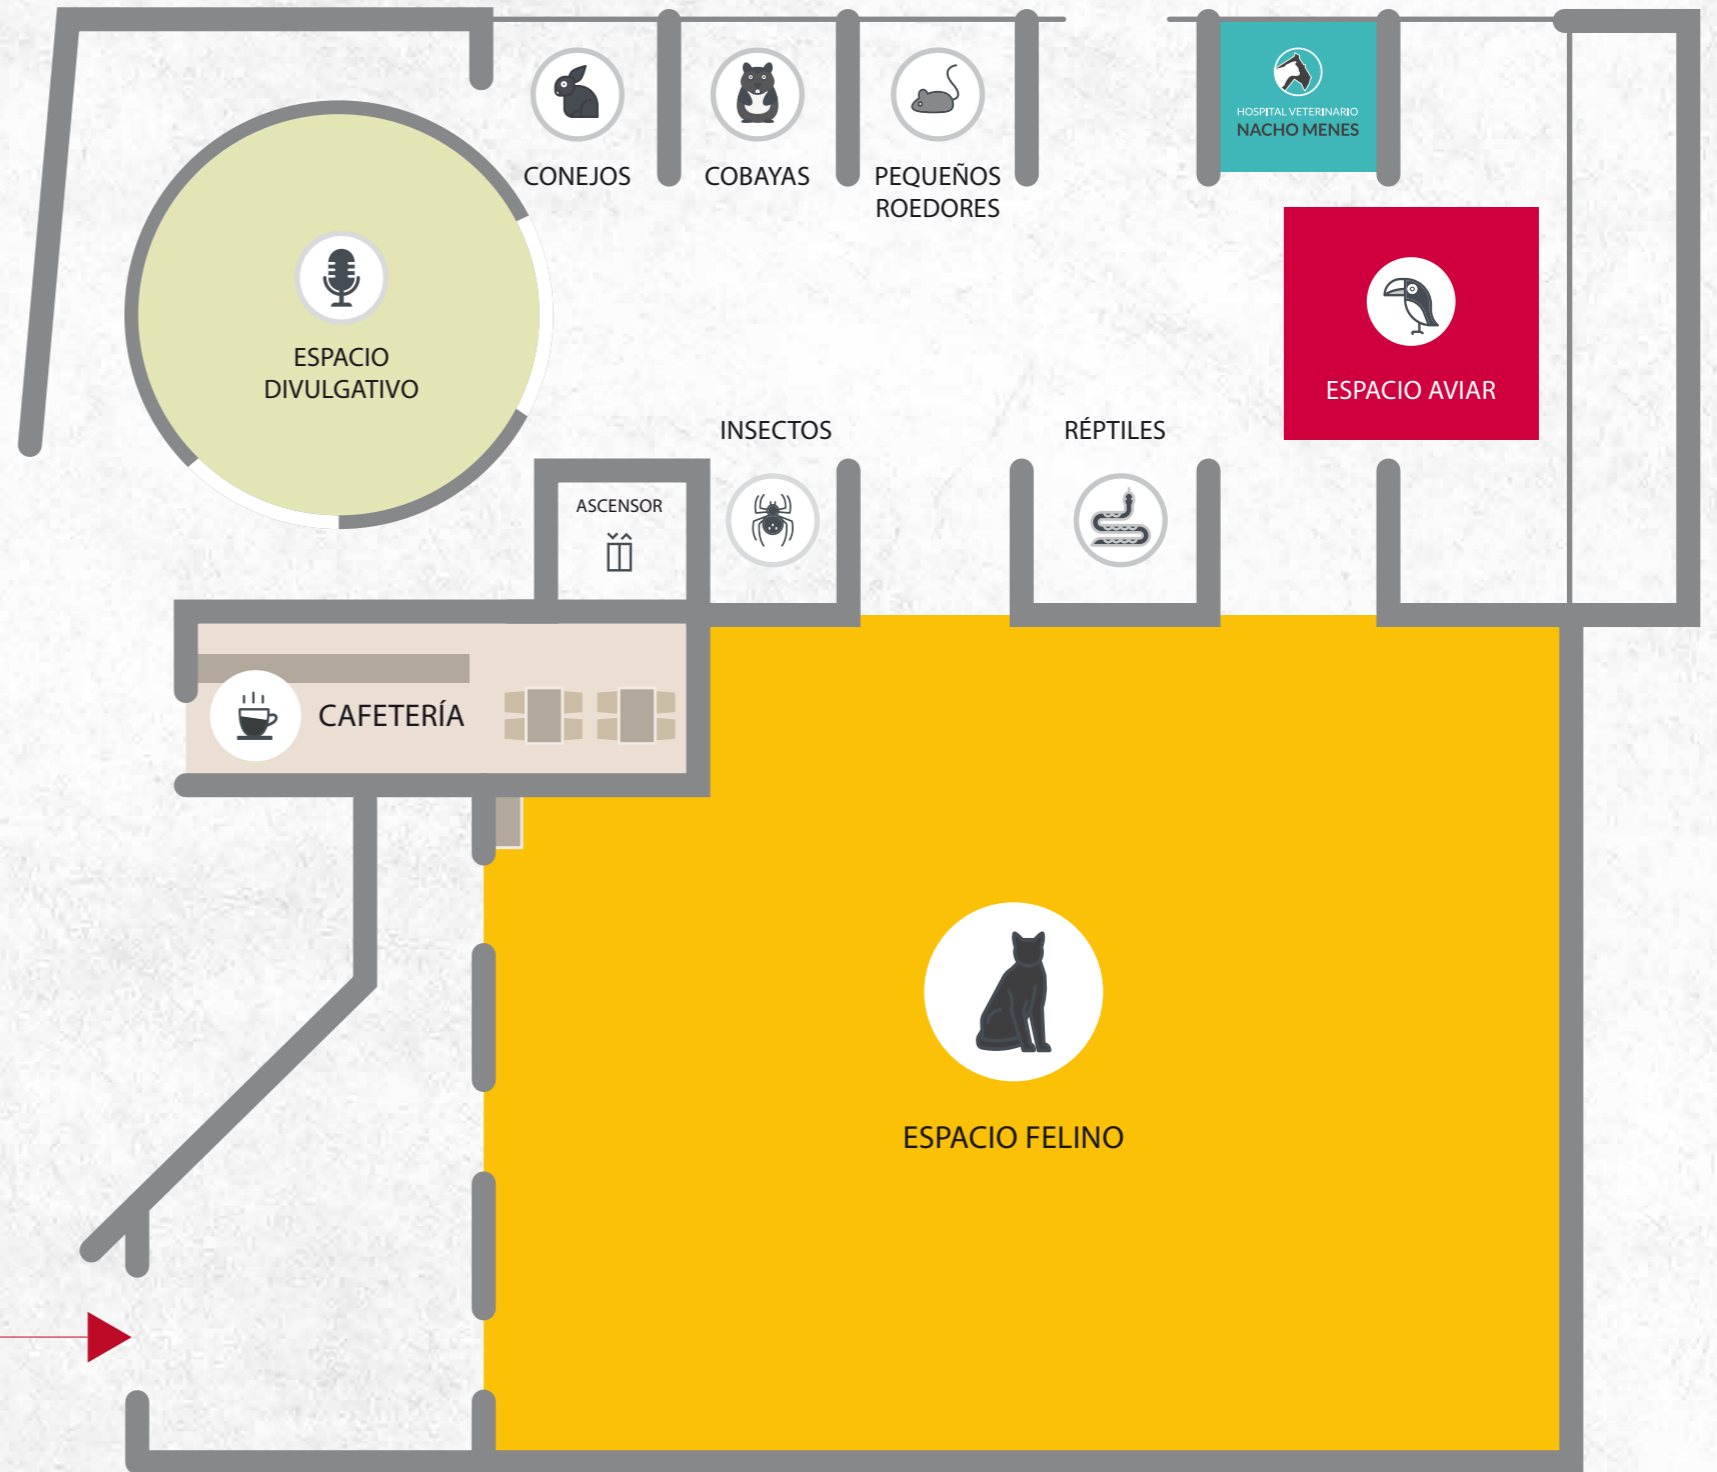 HOSPITAL VETERINARIO
NACHO MENES
CONEJOS
COBAYAS
PEQUEÑOS
ROEDORES
ESPACIO
DIVULGATIVO
ESPACIO AVIAR
INSECTOS
RÉPTILES
ASCENSOR
CAFETERÍA
ESPACIO FELINO